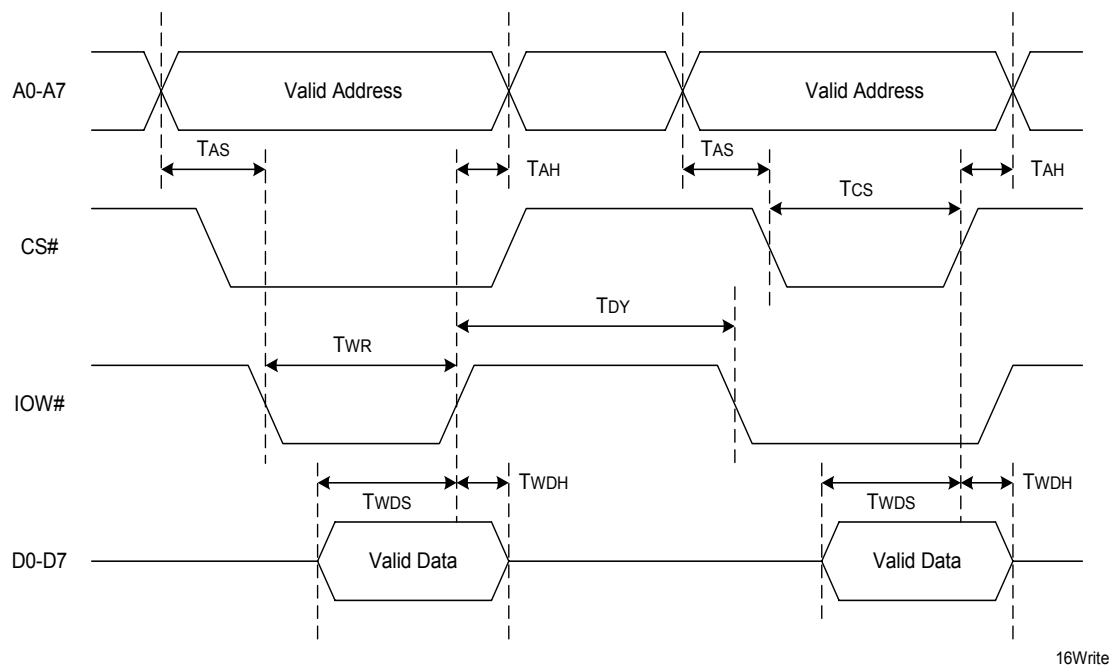 A0-A7
Valid Address
Valid Address
TAS
TAH
TAS
TAH
TCS
CS#
TDY
TWR
IOW#
TWDS
TWDH
TWDS
TWDH
D0-D7
Valid Data
Valid Data
16Write